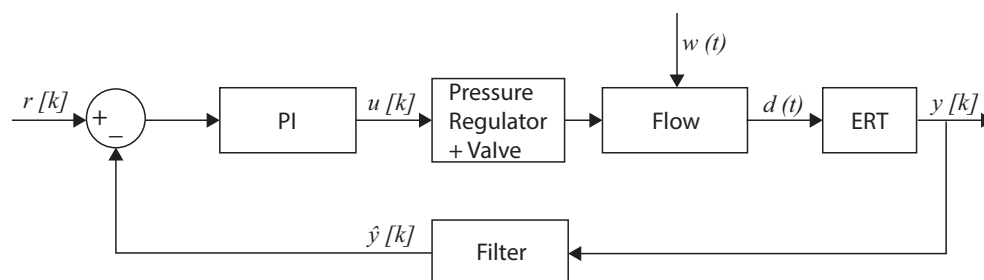 w (t)
r [k]
+
−
PI
u [k]
Pressure
Regulator
+ Valve
Flow
d (t)
ERT
y [k]
ŷ [k]
Filter